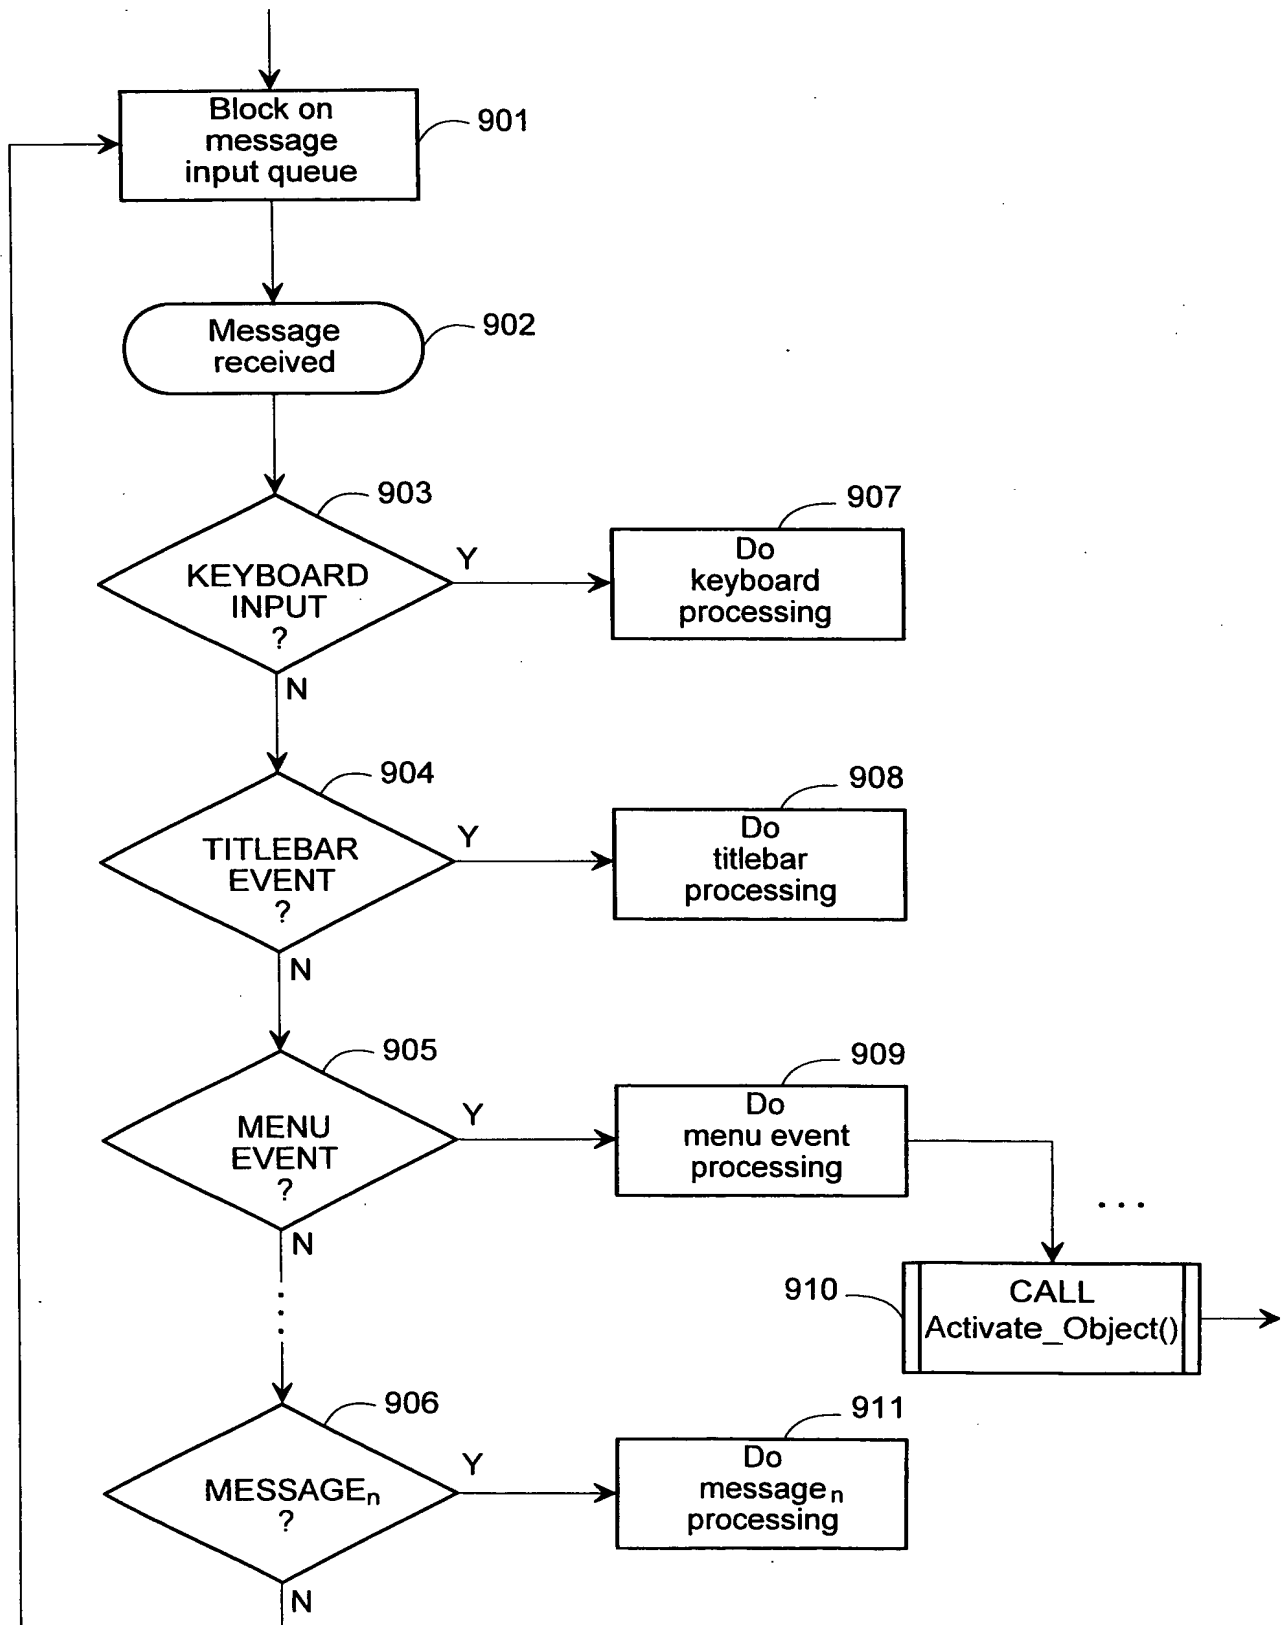 Block on
message
input queue
901
Message
received
902
903
KEYBOARD
INPUT
?
Y
N
907
Do
keyboard
processing
904
TITLEBAR
EVENT
?
Y
N
908
Do
titlebar
processing
905
MENU
EVENT
?
Y
N
909
Do
menu event
processing
...
910
CALL
Activate_Object()
906
MESSAGEn
?
Y
N
911
Do
messagen
processing